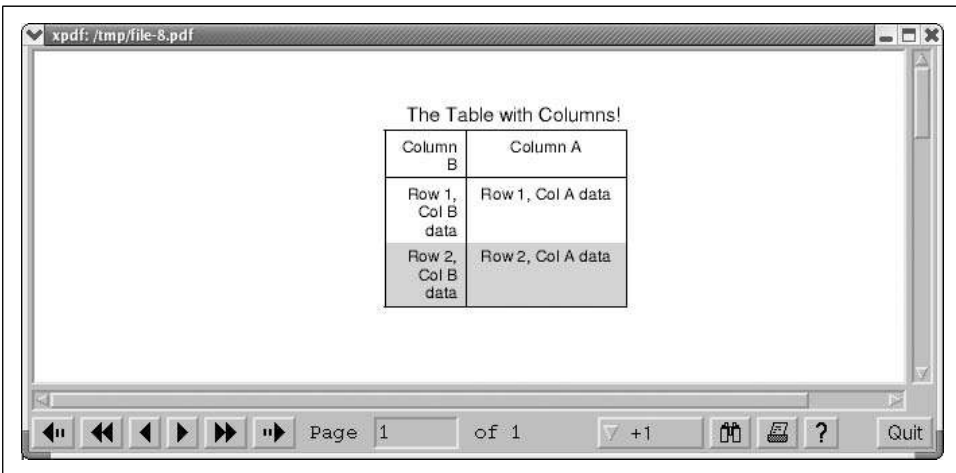 xpdf: /tmp/file-8.pdf
The Table with Columns!
Column B
Column A
Row 1, Col B data
Row 1, Col A data
Row 2, Col B data
Row 2, Col A data
Page 1 of 1
+1
?
Quit